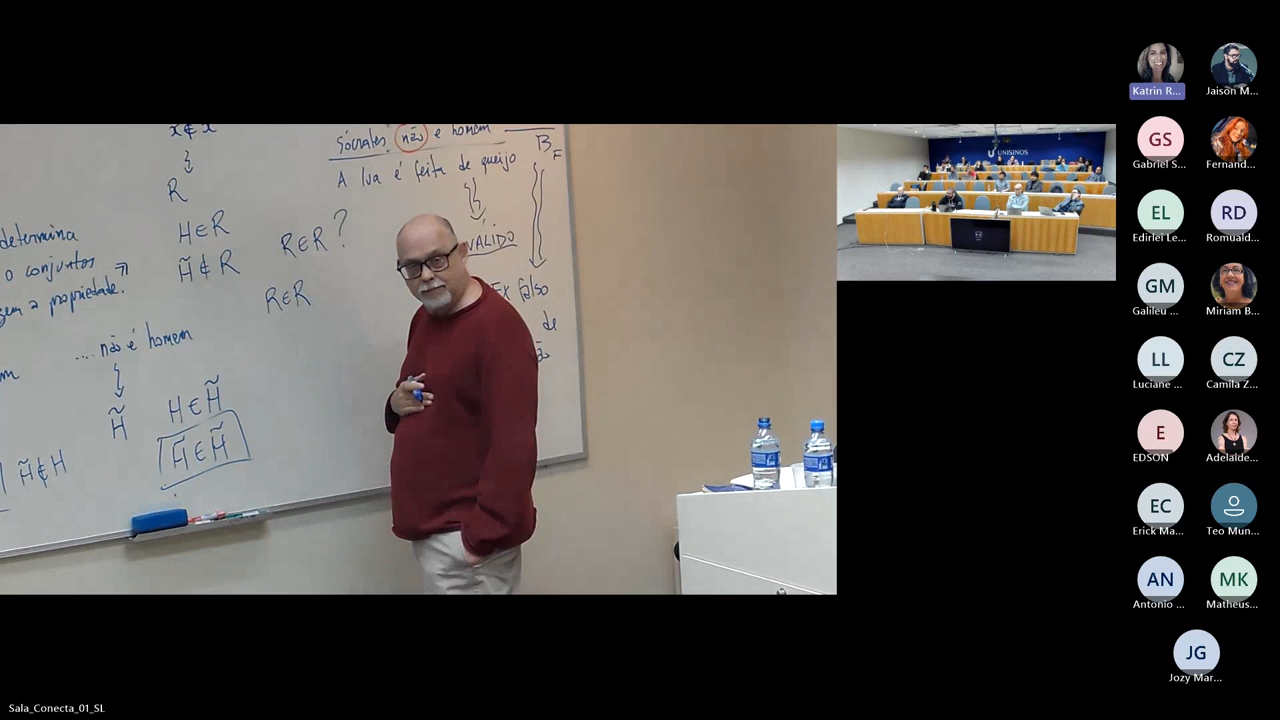 x∉x
R
H∈R
H̃∉R
R∈R?
R∈R
determina
o conjuntos
a propriedade.
... não é homem
H̃
H∈H̃
H̃∈H̃
H̃∉H
Sócrates não é homem
A lua é feita de queijo
VÁLIDO
B
F
Ex falso
de
UNISINOS
Katrin R...
Jaison M...
GS
Gabriel S...
Fernand...
EL
Edirlei Le...
RD
Romuald...
GM
Galileu ...
Miriam B...
LL
Luciane ...
CZ
Camila Z...
E
EDSON
Adelaide...
EC
Erick Ma...
Teo Mun...
AN
Antonio ...
MK
Matheus...
JG
Jozy Mar...
Sala_Conecta_01_SL